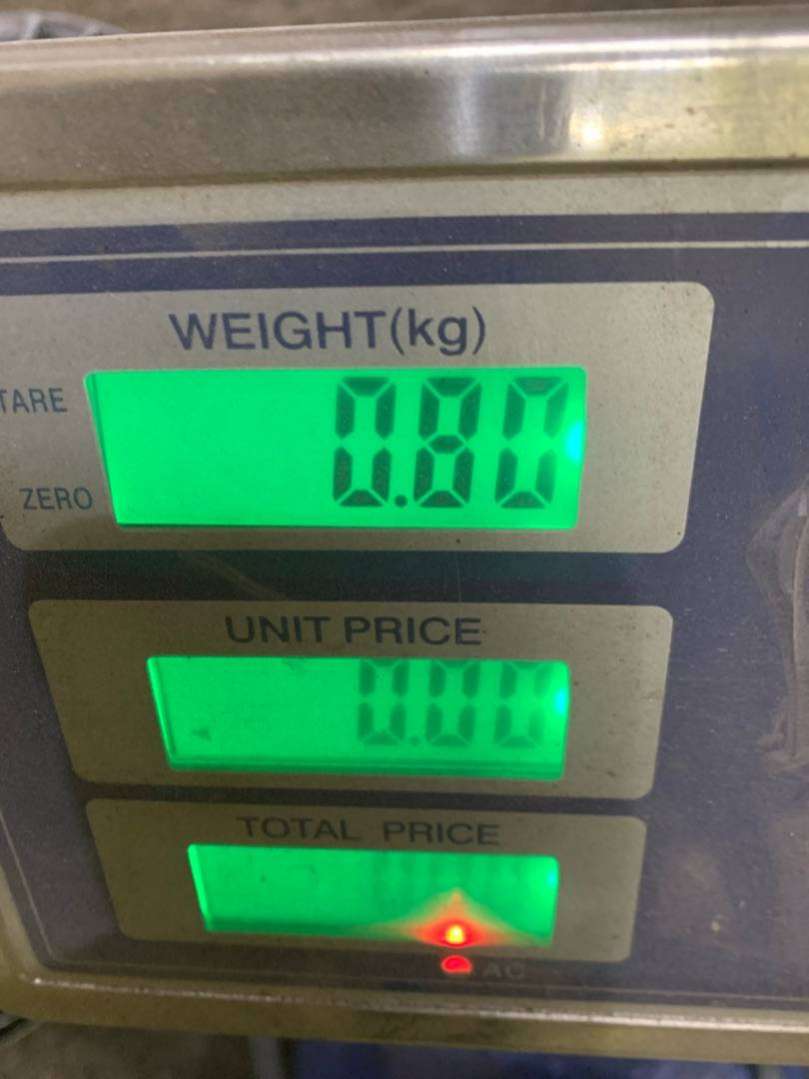 WEIGHT(kg)
TARE
0.80
ZERO
UNIT PRICE
0.00
TOTAL PRICE
AC